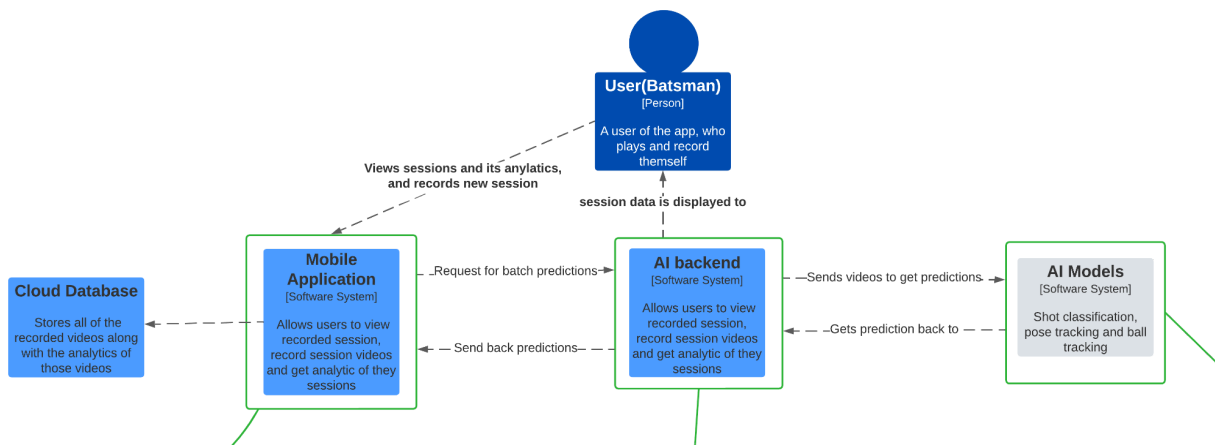 User(Batsman)
[Person]
A user of the app, who
plays and record
themself
Views sessions and its anylatics,
and records new session
session data is displayed to
Cloud Database
Stores all of the
recorded videos along
with the analytics of
those videos
Mobile
Application
[Software System]
Allows users to view
recorded session,
record session videos
and get analytic of they
sessions
Request for batch predictions
Send back predictions
AI backend
[Software System]
Allows users to view
recorded session,
record session videos
and get analytic of they
sessions
Sends videos to get predictions
Gets prediction back to
AI Models
[Software System]
Shot classification,
pose tracking and ball
tracking